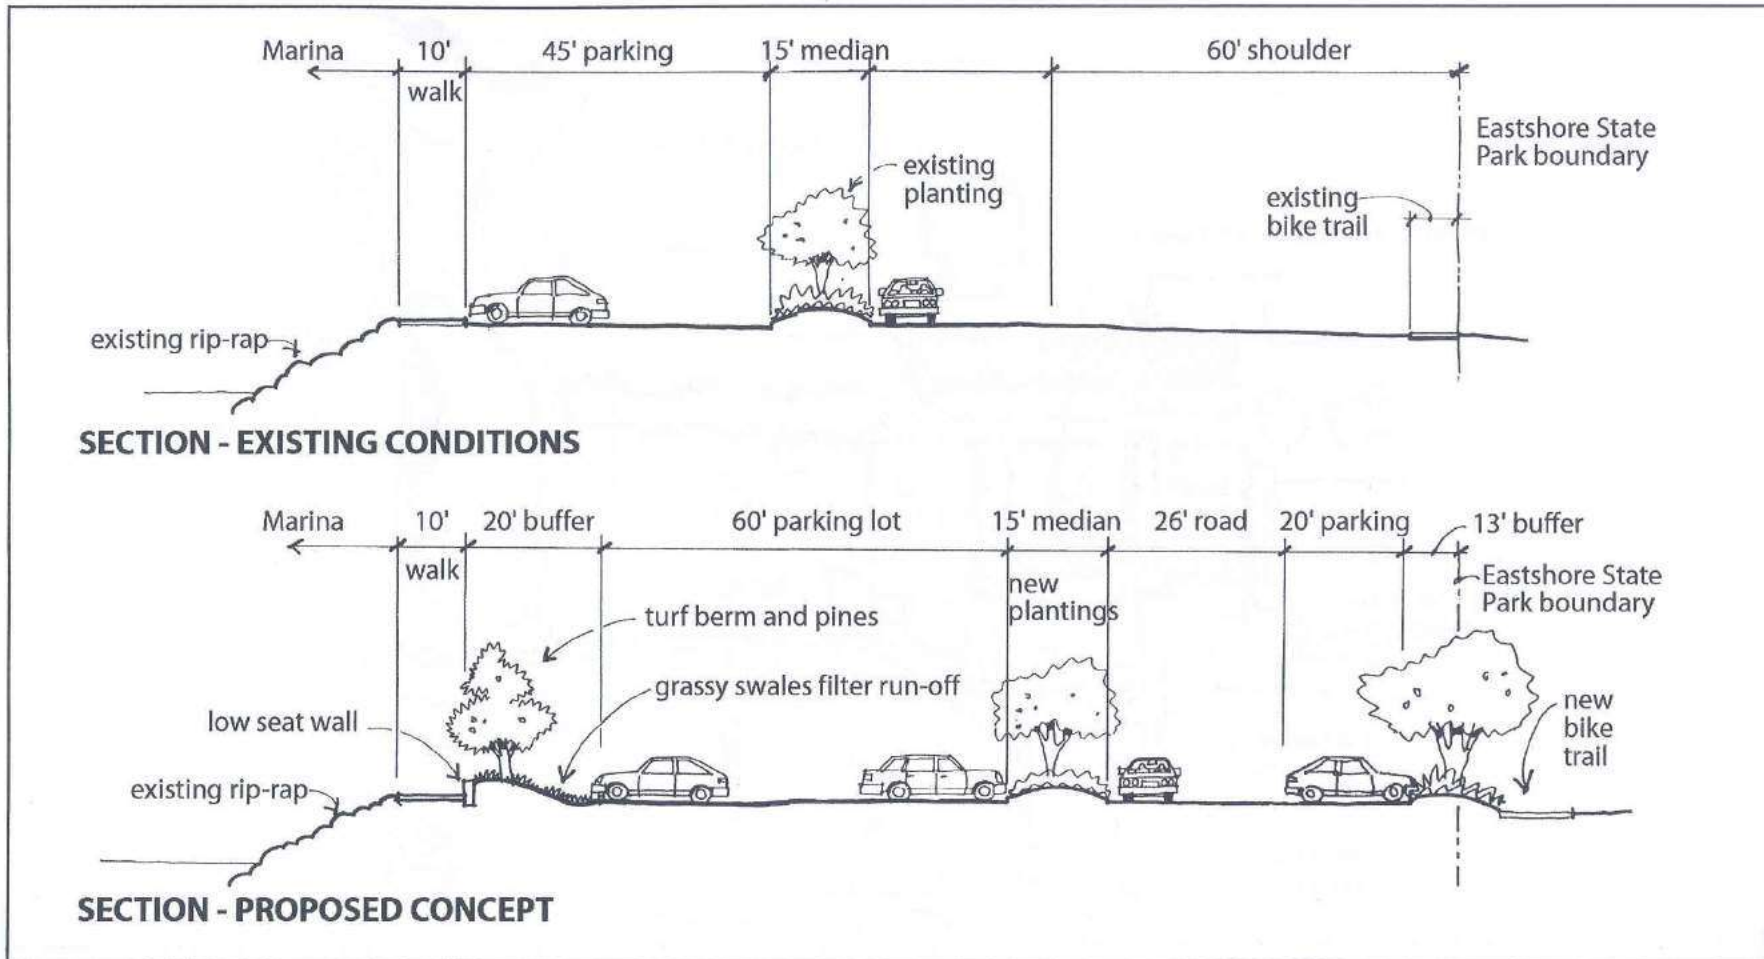 Marina 10' 45' parking 15' median 60' shoulder
walk
Eastshore State
Park boundary
existing
planting
existing
bike trail
existing rip-rap
SECTION - EXISTING CONDITIONS
Marina 10' 20' buffer 60' parking lot 15' median 26' road 20' parking 13' buffer
walk
new
plantings
Eastshore State
Park boundary
turf berm and pines
grassy swales filter run-off
low seat wall
new
bike
trail
existing rip-rap
SECTION - PROPOSED CONCEPT